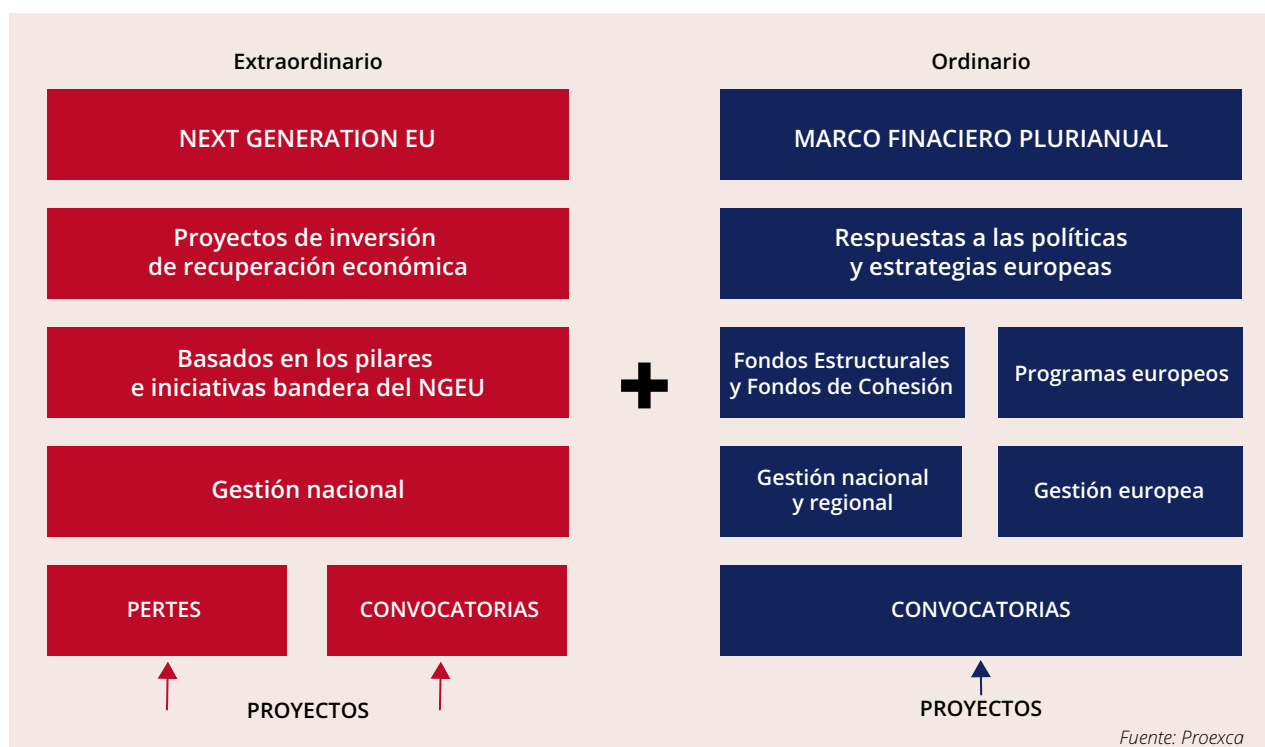 Extraordinario
NEXT GENERATION EU
Proyectos de inversión
de recuperación económica
Basados en los pilares
e iniciativas bandera del NGEU
Gestión nacional
PERTES
CONVOCATORIAS
PROYECTOS
+
Ordinario
MARCO FINACIERO PLURIANUAL
Respuestas a las políticas
y estrategias europeas
Fondos Estructurales
y Fondos de Cohesión
Programas europeos
Gestión nacional
y regional
Gestión europea
CONVOCATORIAS
PROYECTOS
Fuente: Proexca